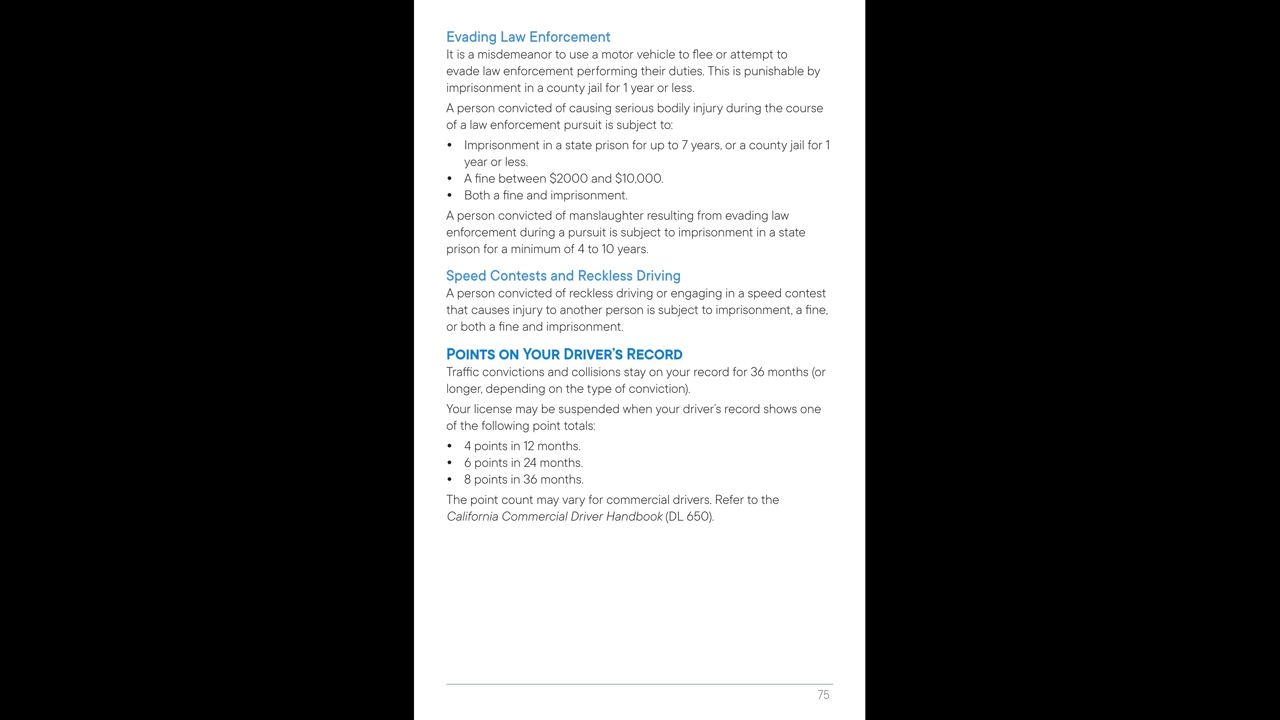 Evading Law Enforcement
It is a misdemeanor to use a motor vehicle to flee or attempt to
evade law enforcement performing their duties. This is punishable by
imprisonment in a county jail for 1 year or less.
A person convicted of causing serious bodily injury during the course
of a law enforcement pursuit is subject to:
• Imprisonment in a state prison for up to 7 years, or a county jail for 1
year or less.
• A fine between $2000 and $10,000.
• Both a fine and imprisonment.
A person convicted of manslaughter resulting from evading law
enforcement during a pursuit is subject to imprisonment in a state
prison for a minimum of 4 to 10 years.
Speed Contests and Reckless Driving
A person convicted of reckless driving or engaging in a speed contest
that causes injury to another person is subject to imprisonment, a fine,
or both a fine and imprisonment.
POINTS ON YOUR DRIVER'S RECORD
Traffic convictions and collisions stay on your record for 36 months (or
longer, depending on the type of conviction).
Your license may be suspended when your driver's record shows one
of the following point totals:
• 4 points in 12 months.
• 6 points in 24 months.
• 8 points in 36 months.
The point count may vary for commercial drivers. Refer to the
California Commercial Driver Handbook (DL 650).
75